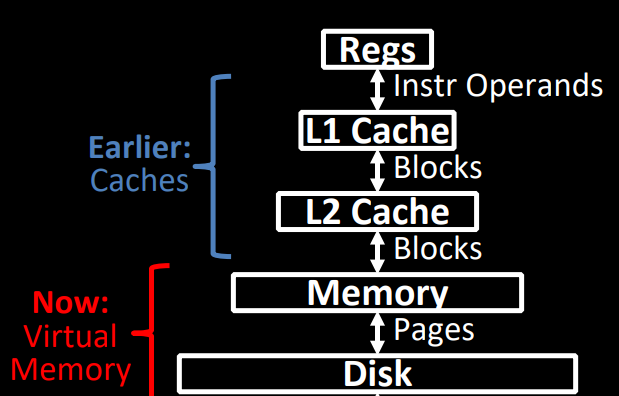 Regs
Instr Operands
L1 Cache
Earlier:
Caches
Blocks
L2 Cache
Blocks
Now:
Virtual
Memory
Memory
Pages
Disk